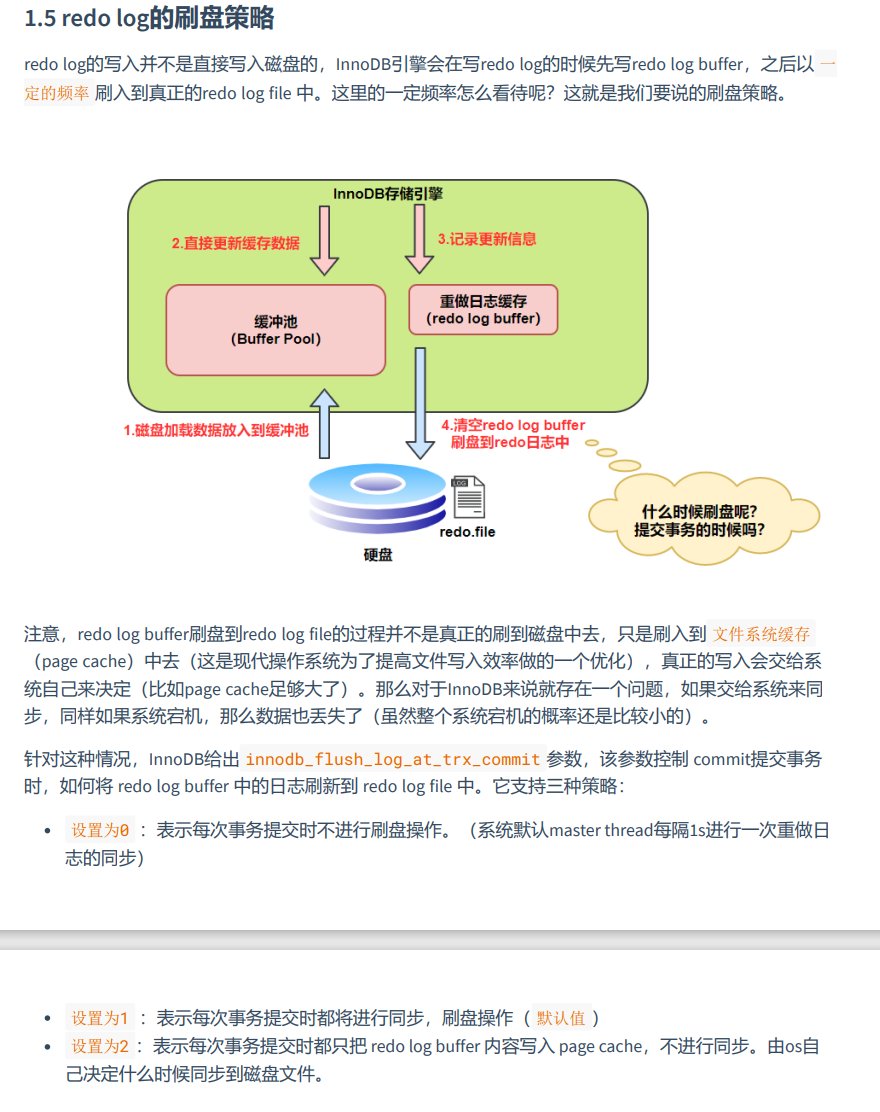 1.5 redo log的刷盘策略
redo log的写入并不是直接写入磁盘的，InnoDB引擎会在写redo log的时候先写redo log buffer，之后以 一
定的频率 刷入到真正的redo log file 中。这里的一定频率怎么看待呢？这就是我们要说的刷盘策略。
InnoDB存储引擎
2.直接更新缓存数据
3.记录更新信息
缓冲池
（Buffer Pool）
重做日志缓存
（redo log buffer）
1.磁盘加载数据放入到缓冲池
4.清空redo log buffer
刷盘到redo日志中
什么时候刷盘呢？
提交事务的时候吗？
LOG
redo.file
硬盘
注意，redo log buffer刷盘到redo log file的过程并不是真正的刷到磁盘中去，只是刷入到 文件系统缓存
（page cache）中去（这是现代操作系统为了提高文件写入效率做的一个优化），真正的写入会交给系
统自己来决定（比如page cache足够大了）。那么对于InnoDB来说就存在一个问题，如果交给系统来同
步，同样如果系统宕机，那么数据也丢失了（虽然整个系统宕机的概率还是比较小的）。
针对这种情况，InnoDB给出 innodb_flush_log_at_trx_commit 参数，该参数控制 commit提交事务
时，如何将 redo log buffer 中的日志刷新到 redo log file 中。它支持三种策略：
• 设置为0 ：表示每次事务提交时不进行刷盘操作。（系统默认master thread每隔1s进行一次重做日
志的同步）
• 设置为1 ：表示每次事务提交时都将进行同步，刷盘操作（ 默认值 ）
• 设置为2 ：表示每次事务提交时都只把 redo log buffer 内容写入 page cache，不进行同步。由os自
己决定什么时候同步到磁盘文件。